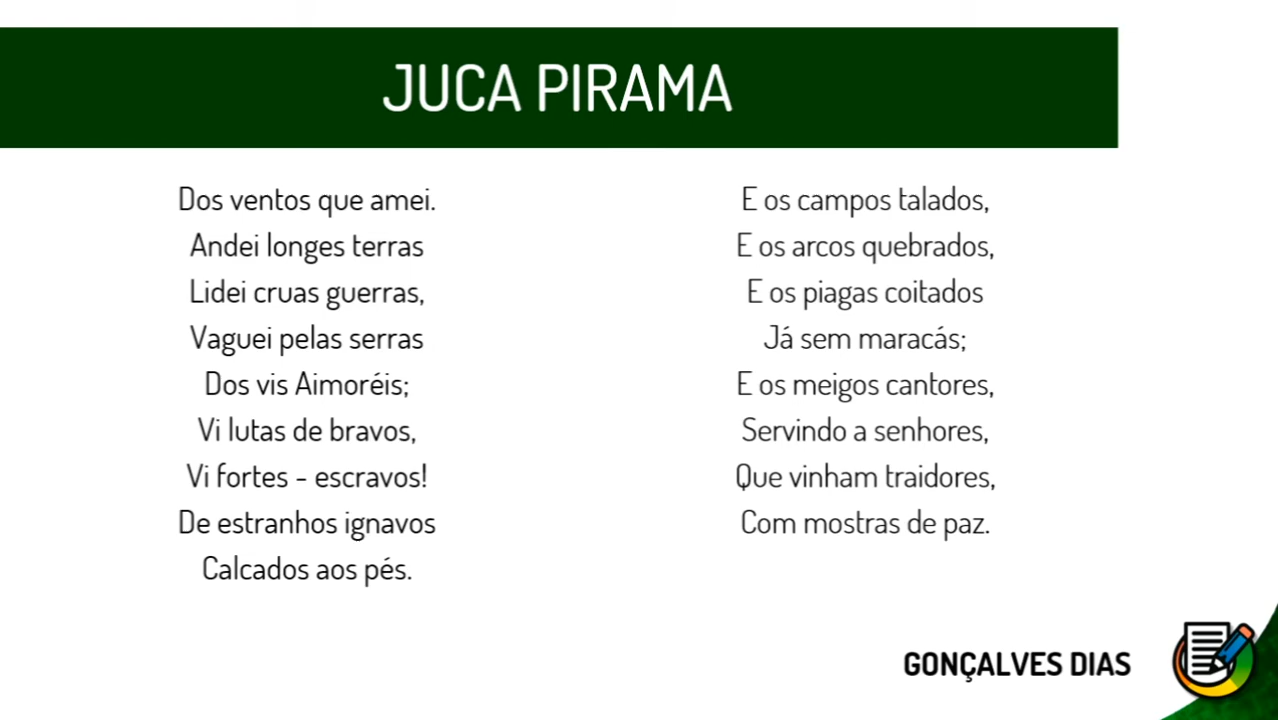 JUCA PIRAMA
Dos ventos que amei.
Andei longes terras
Lidei cruas guerras,
Vaguei pelas serras
Dos vis Aimoréis;
Vi lutas de bravos,
Vi fortes - escravos!
De estranhos ignavos
Calcados aos pés.
E os campos talados,
E os arcos quebrados,
E os piagas coitados
Já sem maracás;
E os meigos cantores,
Servindo a senhores,
Que vinham traidores,
Com mostras de paz.
GONÇALVES DIAS